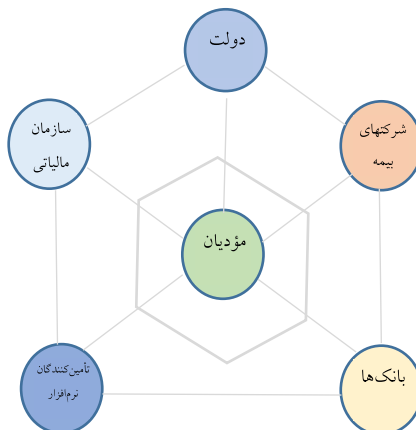 دولت
سازمان
مالیاتی
شرکتهای
بیمه
مؤدیان
تأمین‌کنندگان
نرم‌افزار
بانک‌ها